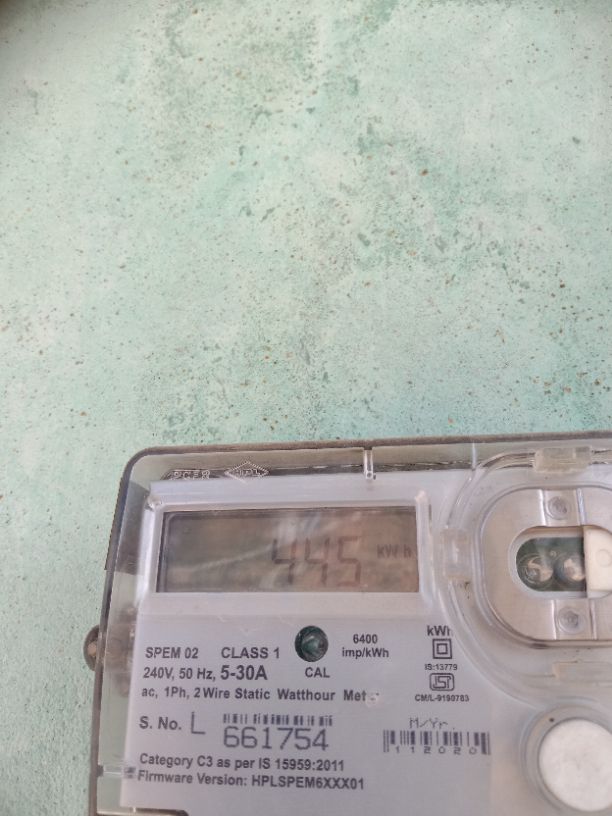 HPL
445 kWh
SPEM 02 CLASS 1 6400 imp/kWh kWh
240V, 50 Hz, 5-30A CAL IS:13779
ac, 1Ph, 2 Wire Static Watthour CM/L-9190783
S. No. L 661754 M/Yr.
112020
Category C3 as per IS 15959:2011
Firmware Version: HPLSPEM6XXX01